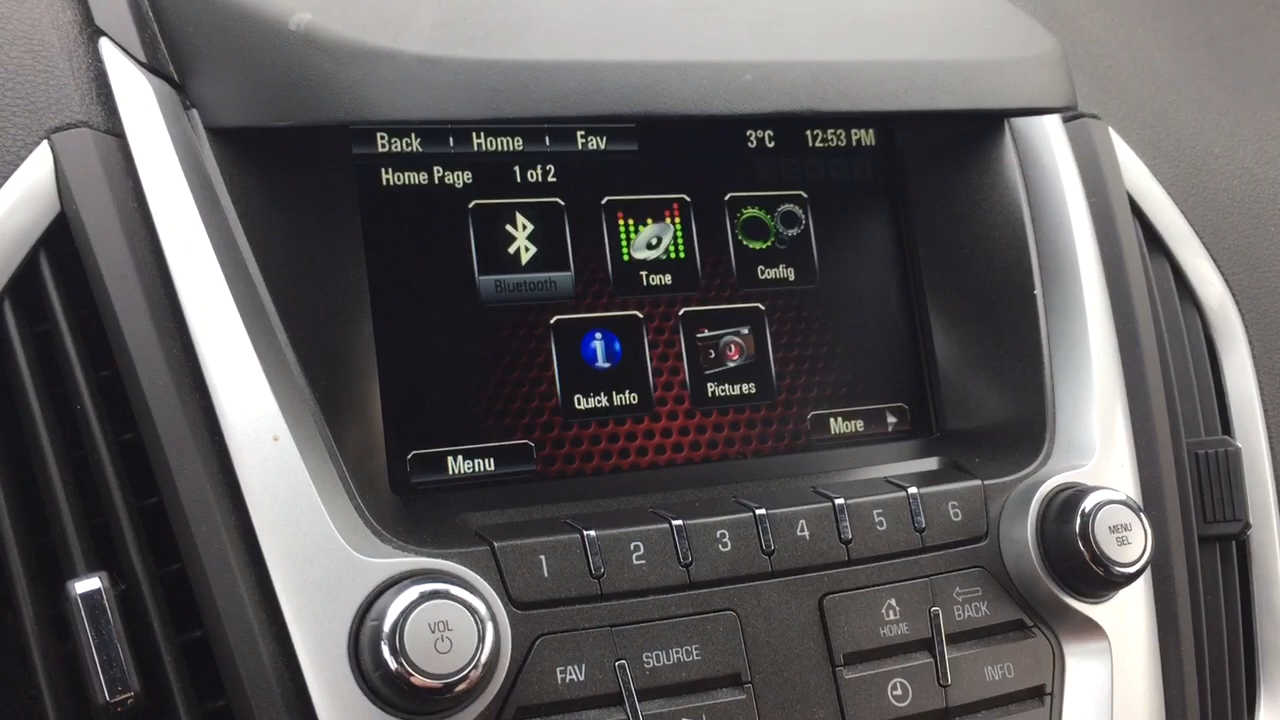 Back Home Fav 3°C 12:53 PM
Home Page 1 of 2
Bluetooth Tone Config
Quick Info Pictures
Menu More
1 2 3 4 5 6
MENU
SEL
VOL
FAV SOURCE
HOME BACK
INFO